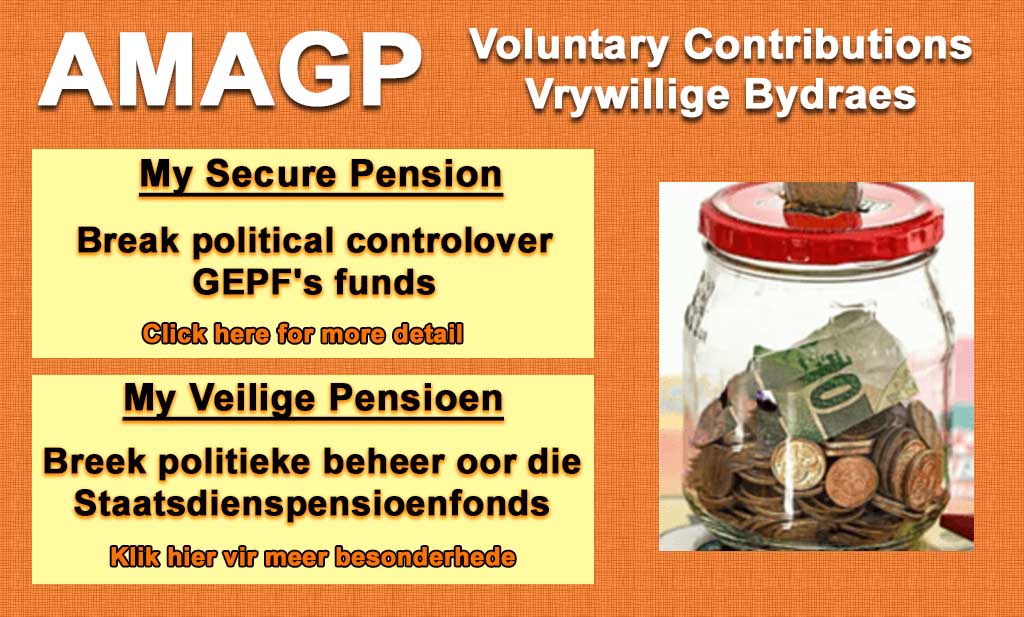 AMAGP
Voluntary Contributions
Vrywillige Bydraes
My Secure Pension
Break political controlover
GEPF's funds
Click here for more detail
My Veilige Pensioen
Breek politieke beheer oor die
Staatsdienspensioenfonds
Klik hier vir meer besonderhede
10